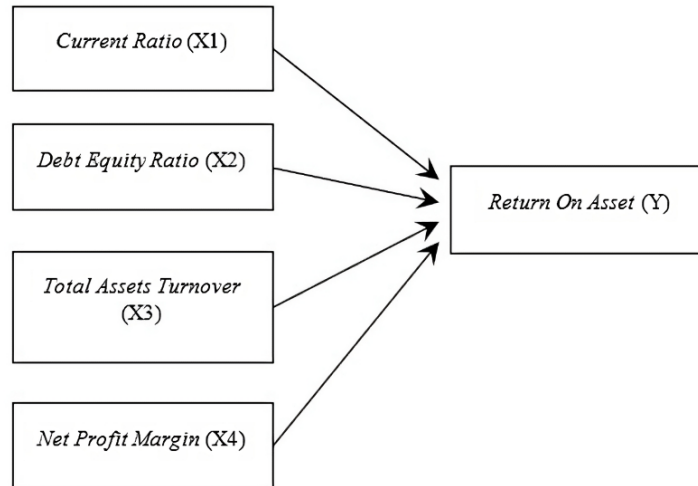 Current Ratio (X1)
Debt Equity Ratio (X2)
Return On Asset (Y)
Total Assets Turnover
(X3)
Net Profit Margin (X4)